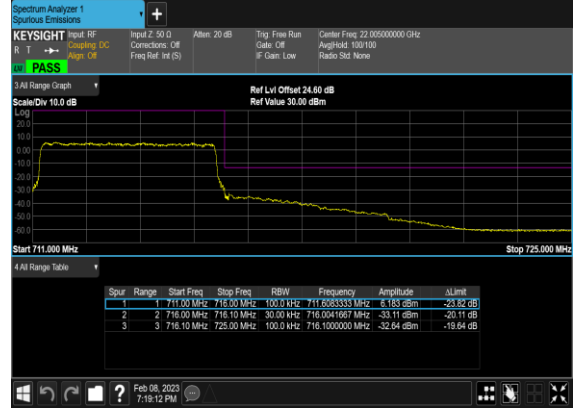 Spectrum Analyzer 1
Spurious Emissions
+
KEYSIGHT Input: RF Input Z: 50 Ω Atten: 20 dB Trig: Free Run Center Freq: 22.005000000 GHz
R T Coupling: DC Corrections: Off Gate: Off Avg|Hold: 100/100
Align: Off Freq Ref: Int (S) IF Gain: Low Radio Std: None
PASS
3 All Range Graph Ref Lvl Offset 24.60 dB
Scale/Div 10.0 dB Ref Value 30.00 dBm
Log
20.0
10.0
0.00
-10.0
-20.0
-30.0
-40.0
-50.0
-60.0
Start 711.000 MHz Stop 725.000 MHz
4 All Range Table
Spur Range Start Freq Stop Freq RBW Frequency Amplitude ΔLimit
1 1 711.00 MHz 716.00 MHz 100.0 kHz 711.6083333 MHz 6.183 dBm -23.82 dB
2 2 716.00 MHz 716.10 MHz 30.00 kHz 716.0041667 MHz -33.11 dBm -20.11 dB
3 3 716.10 MHz 725.00 MHz 100.0 kHz 716.1000000 MHz -32.64 dBm -19.64 dB
? Feb 08, 2023
7:19:12 PM